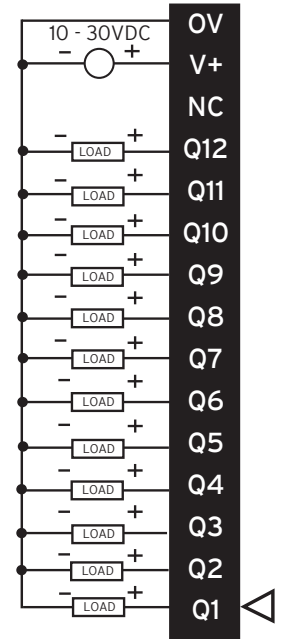 0V
10 - 30VDC
- + V+
NC
- LOAD + Q12
- LOAD + Q11
- LOAD + Q10
- LOAD + Q9
- LOAD + Q8
- LOAD + Q7
- LOAD + Q6
- LOAD + Q5
- LOAD + Q4
- LOAD + Q3
- LOAD + Q2
- LOAD + Q1